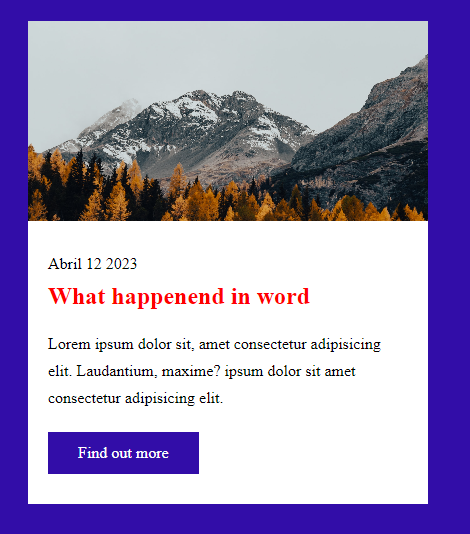 Abril 12 2023
What happenend in word
Lorem ipsum dolor sit, amet consectetur adipisicing
elit. Laudantium, maxime? ipsum dolor sit amet
consectetur adipisicing elit.
Find out more